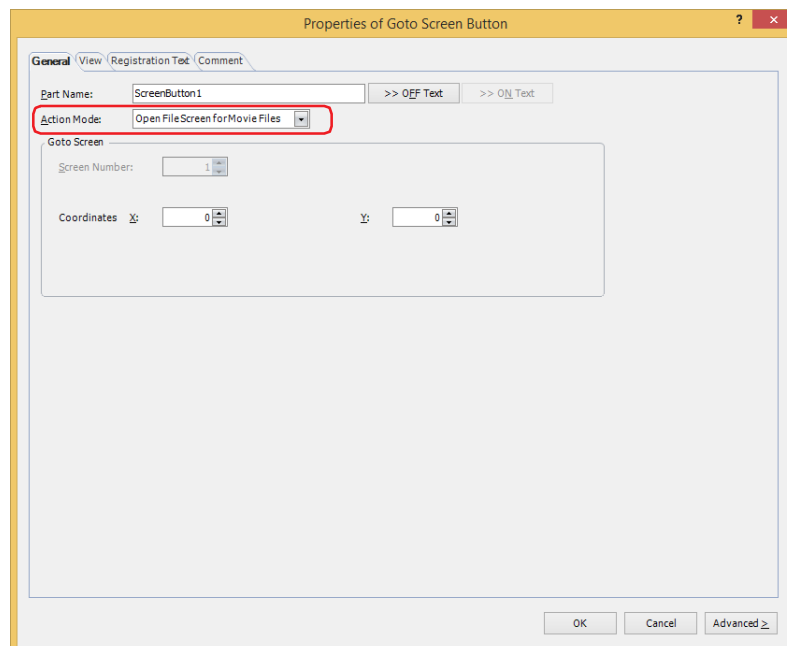 Properties of Goto Screen Button
? ×
General View Registration Text Comment
Part Name: ScreenButton1 >> OFF Text >> ON Text
Action Mode: Open File Screen for Movie Files
Goto Screen
Screen Number: 1
Coordinates X: 0 Y: 0
OK Cancel Advanced >